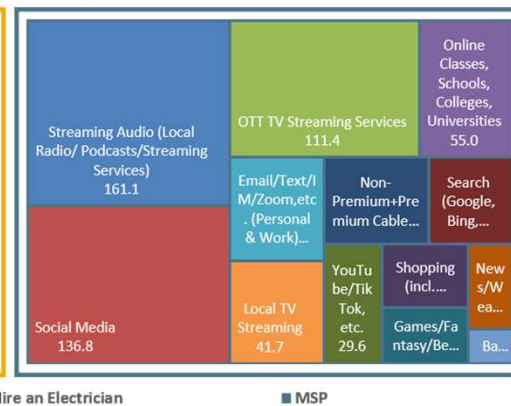 Streaming Audio (Local
Radio/ Podcasts/Streaming
Services)
161.1
OTT TV Streaming Services
111.4
Online
Classes,
Schools,
Colleges,
Universities
55.0
Social Media
136.8
Email/Text/I
M/Zoom,etc
. (Personal
& Work)...
Non-
Premium+Pre
mium Cable...
Search
(Google,
Bing,...
Local TV
Streaming
41.7
YouTu
be/Tik
Tok,
etc.
29.6
Shopping
(incl....
New
s/W
ea...
Games/Fa
ntasy/Be...
Ba...
ire an Electrician
MSP